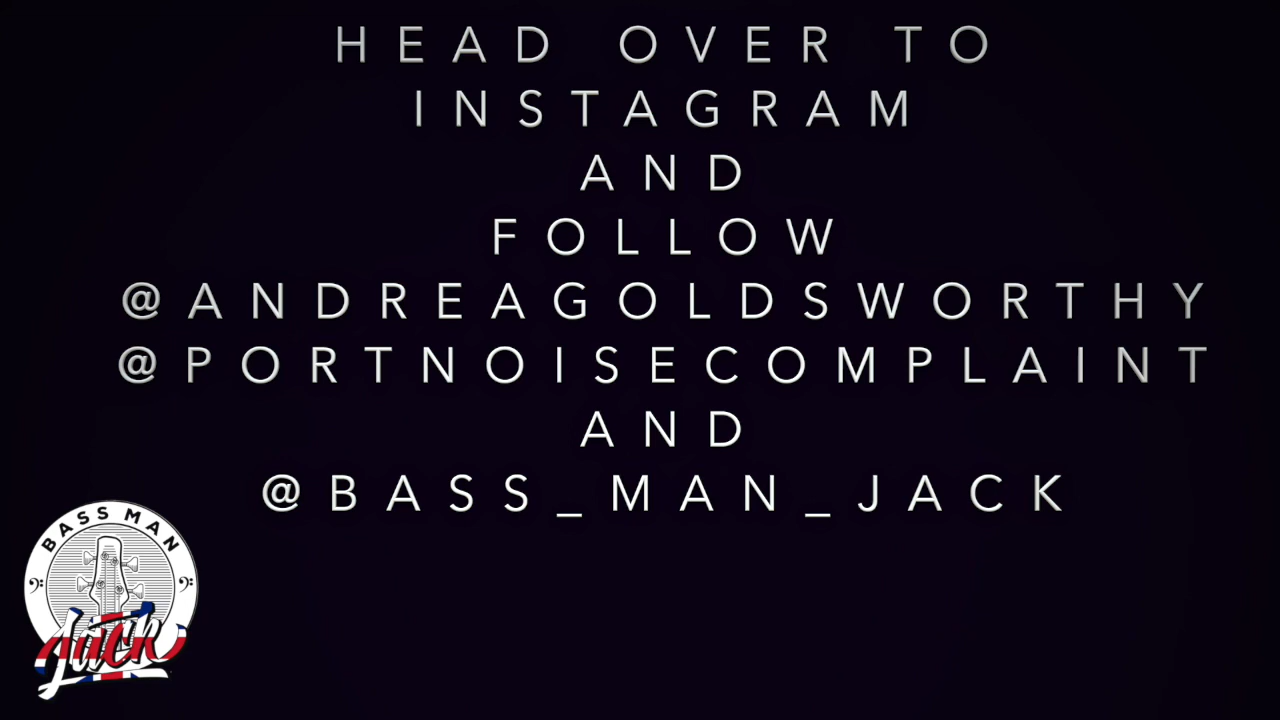 HEAD OVER TO
INSTAGRAM
AND
FOLLOW
@ANDREAGOLDSWORTHY
@PORTNOISECOMPLAINT
AND
@BASS_MAN_JACK
BASS MAN
Jack